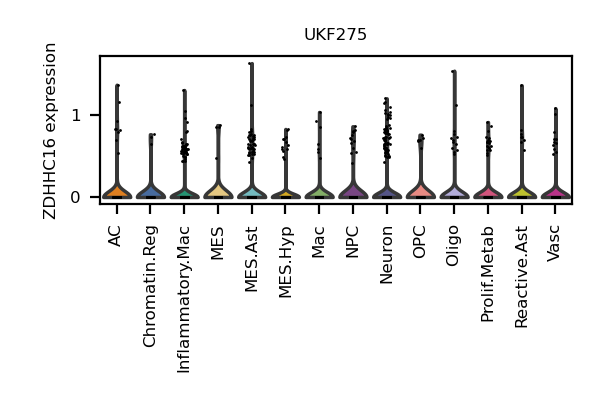 UKF275
ZDHHC16 expression
1
0
AC
Chromatin.Reg
Inflammatory.Mac
MES
MES.Ast
MES.Hyp
Mac
NPC
Neuron
OPC
Oligo
Prolif.Metab
Reactive.Ast
Vasc